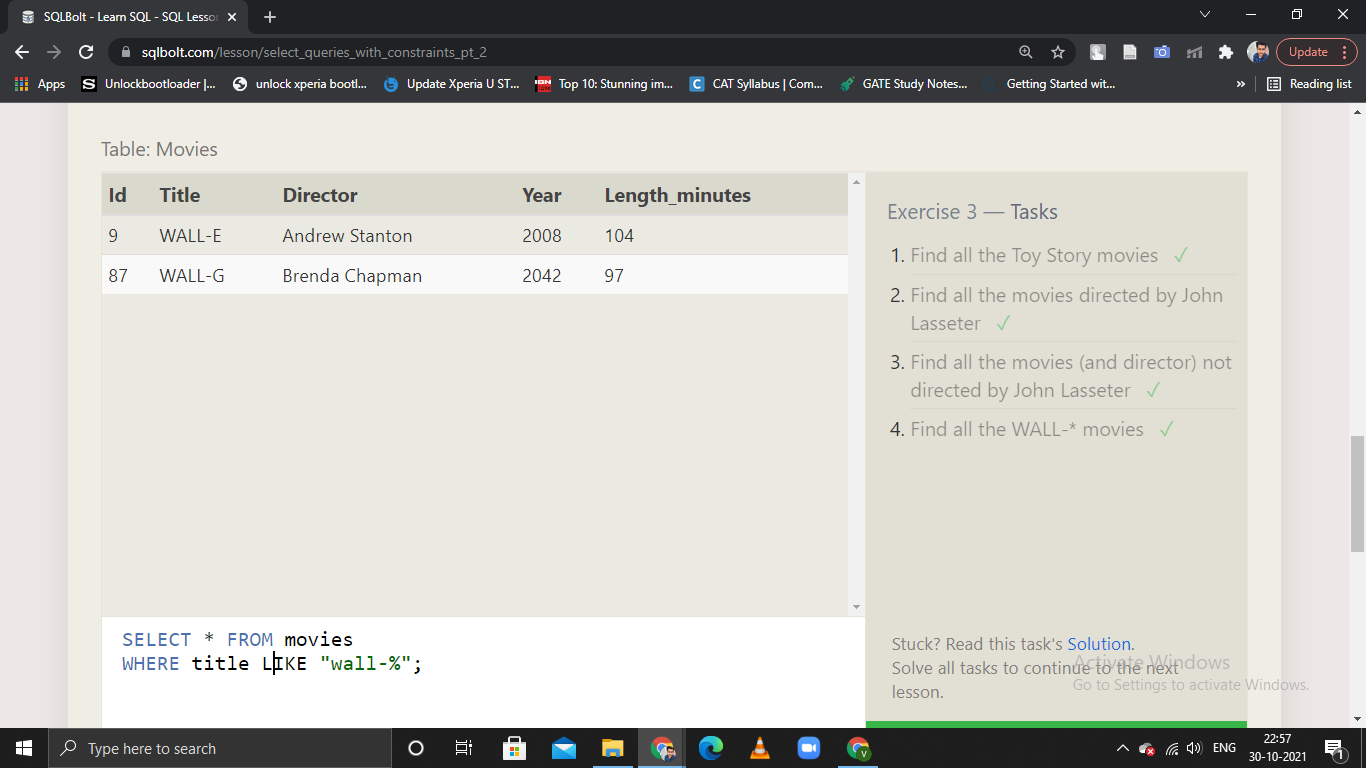 SQLBolt - Learn SQL - SQL Lesson
sqlbolt.com/lesson/select_queries_with_constraints_pt_2
Update
Apps
S Unlockbootloader |...
unlock xperia bootl...
Update Xperia U ST...
IGN Top 10: Stunning im...
C CAT Syllabus | Com...
GATE Study Notes...
Getting Started wit...
»
Reading list
Table: Movies
Id Title Director Year Length_minutes
9 WALL-E Andrew Stanton 2008 104
87 WALL-G Brenda Chapman 2042 97
SELECT * FROM movies
WHERE title LIKE "wall-%";
Exercise 3 — Tasks
1. Find all the Toy Story movies ✓
2. Find all the movies directed by John
Lasseter ✓
3. Find all the movies (and director) not
directed by John Lasseter ✓
4. Find all the WALL-* movies ✓
Stuck? Read this task's Solution.
Solve all tasks to continue to the next
lesson.
Activate Windows
Go to Settings to activate Windows.
Type here to search
V
ENG
22:57
30-10-2021
1